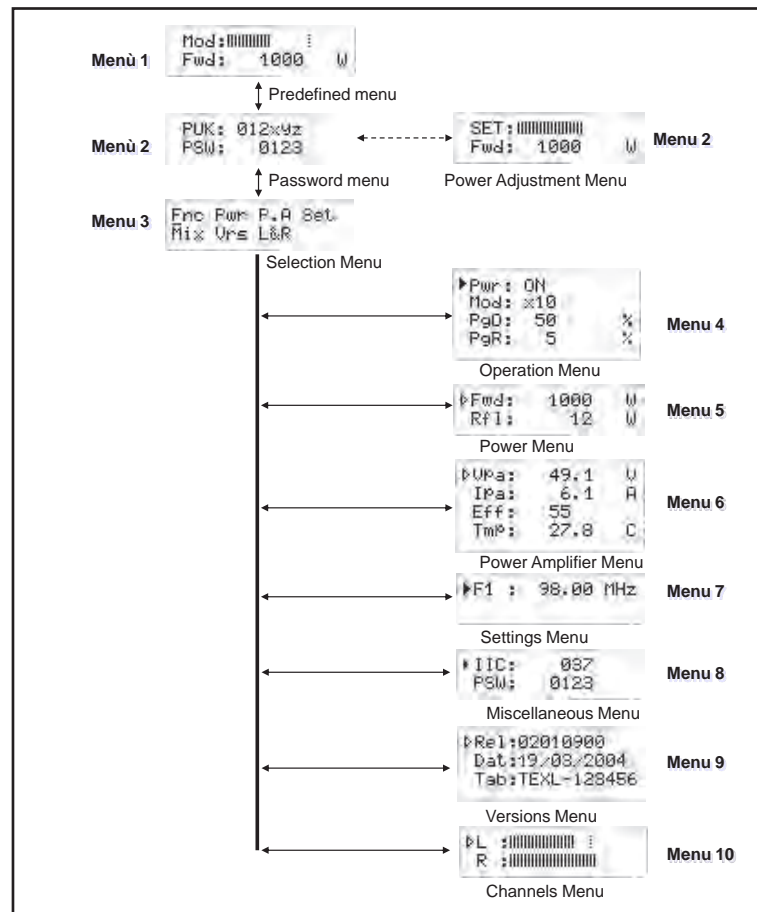 Mod:
Menù 1
Fwd: 1000 W
Predefined menu
PUK: 012xyz
Menù 2
PSW: 0123
SET:
Fwd: 1000 W
Menu 2
Password menu
Power Adjustment Menu
Menu 3
Fnc Pwr P.A Set
Mix Vrs L&R
Selection Menu
Pwr: ON
Mod: x10
PgD: 50 %
PgR: 5 %
Menu 4
Operation Menu
Fwd: 1000 W
Rfl: 12 W
Menu 5
Power Menu
VPa: 49.1 V
IPa: 6.1 A
Eff: 55
TmP: 27.8 C
Menu 6
Power Amplifier Menu
F1 : 98.00 MHz
Menu 7
Settings Menu
IIC: 037
PSW: 0123
Menu 8
Miscellaneous Menu
Rel:02010900
Dat:19/03/2004
Tab:TEXL-123456
Menu 9
Versions Menu
L :
R :
Menu 10
Channels Menu